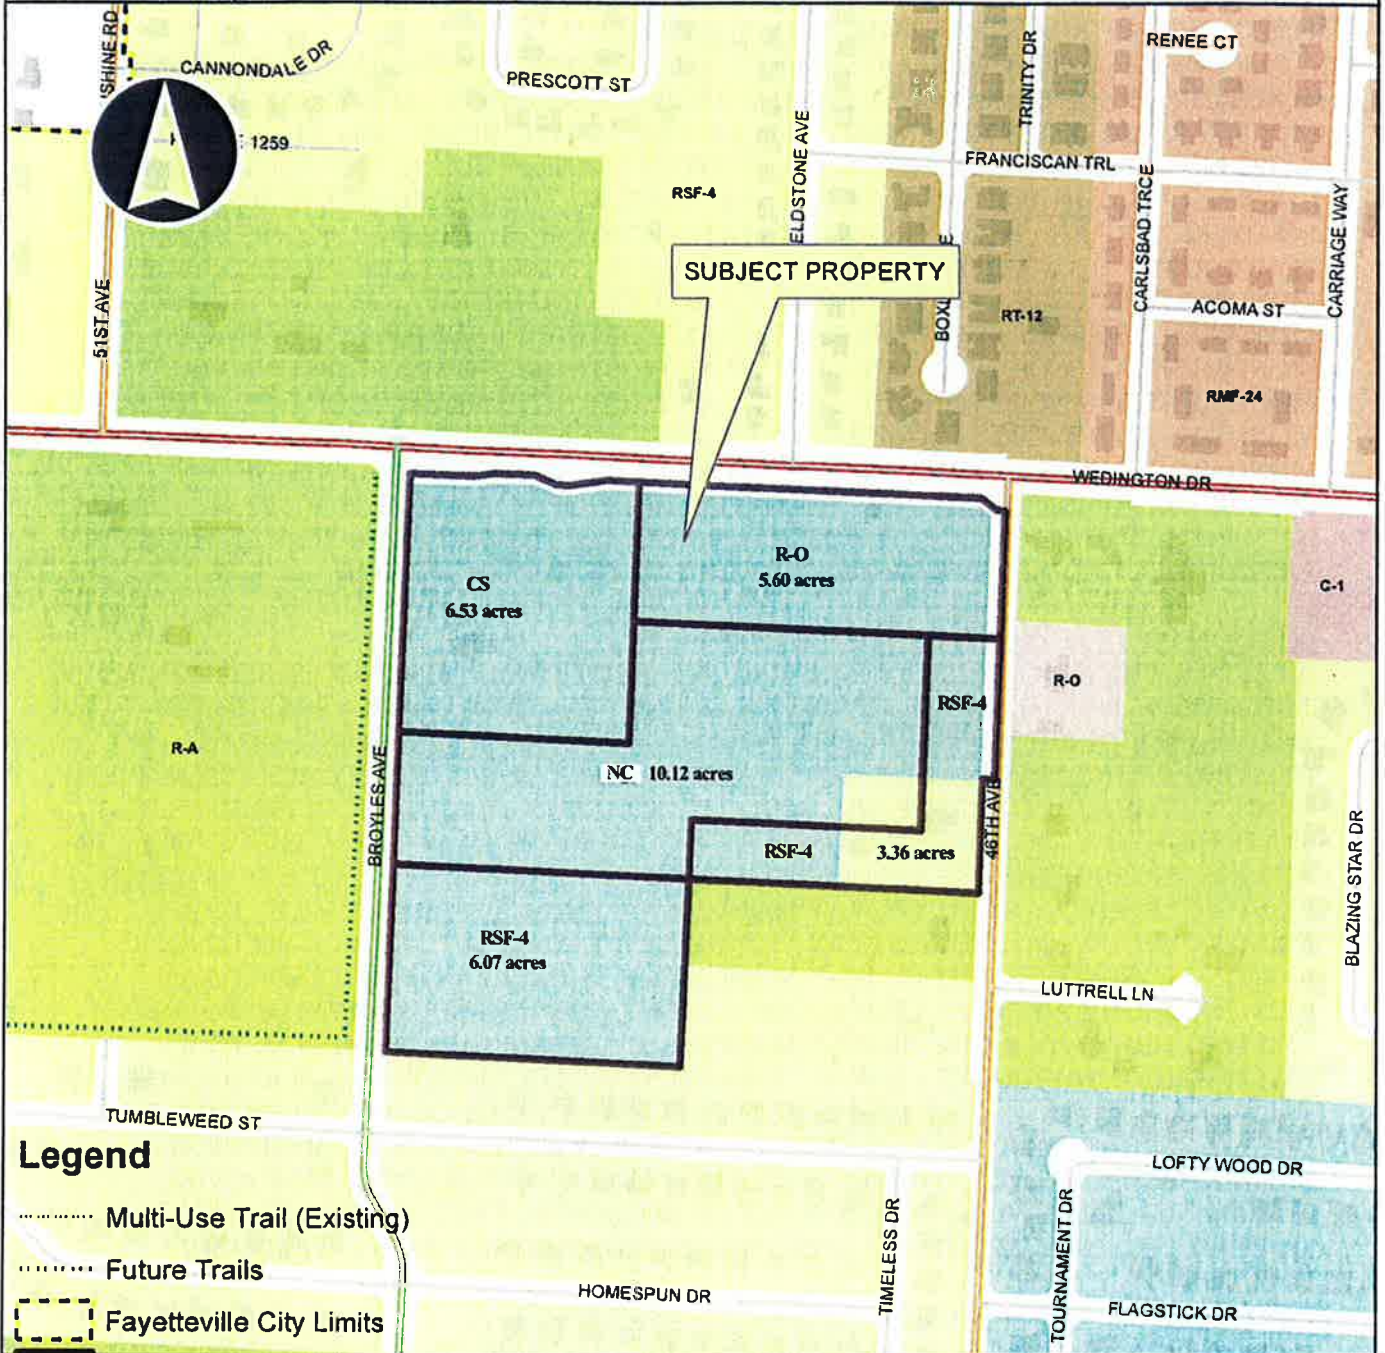 SHINE RD
CANNONDALE DR
PRESCOTT ST
TRINITY DR
RENEE CT
1259
ELDSTONE AVE
FRANCISCAN TRL
RSF-4
CARLSBAD TRCE
CARRIAGE WAY
SUBJECT PROPERTY
51ST AVE
RT-12
ACOMA ST
RMF-24
WEDINGTON DR
CS
6.53 acres
R-O
5.60 acres
C-1
R-O
RSF-4
R-A
NC 10.12 acres
BROYLES AVE
46TH AVE
RSF-4 3.36 acres
BLAZING STAR DR
RSF-4
6.07 acres
LUTTRELL LN
TUMBLEWEED ST
Legend
LOFTY WOOD DR
Multi-Use Trail (Existing)
TIMELESS DR
TOURNAMENT DR
Future Trails
HOMESPUN DR
FLAGSTICK DR
Fayetteville City Limits